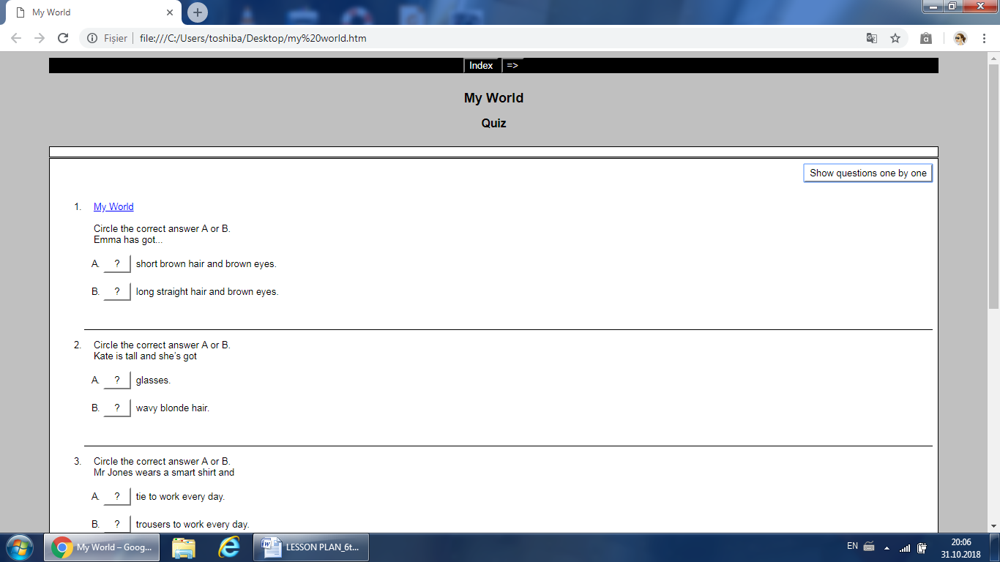 My World
Fișier
file:///C:/Users/toshiba/Desktop/my%20world.htm
Index =>
My World
Quiz
Show questions one by one
1. My World
Circle the correct answer A or B.
Emma has got...
A. ? short brown hair and brown eyes.
B. ? long straight hair and brown eyes.
2. Circle the correct answer A or B.
Kate is tall and she's got
A. ? glasses.
B. ? wavy blonde hair.
3. Circle the correct answer A or B.
Mr Jones wears a smart shirt and
A. ? tie to work every day.
B. ? trousers to work every day.
My World – Goog...
LESSON PLAN_6t...
EN
20:06
31.10.2018